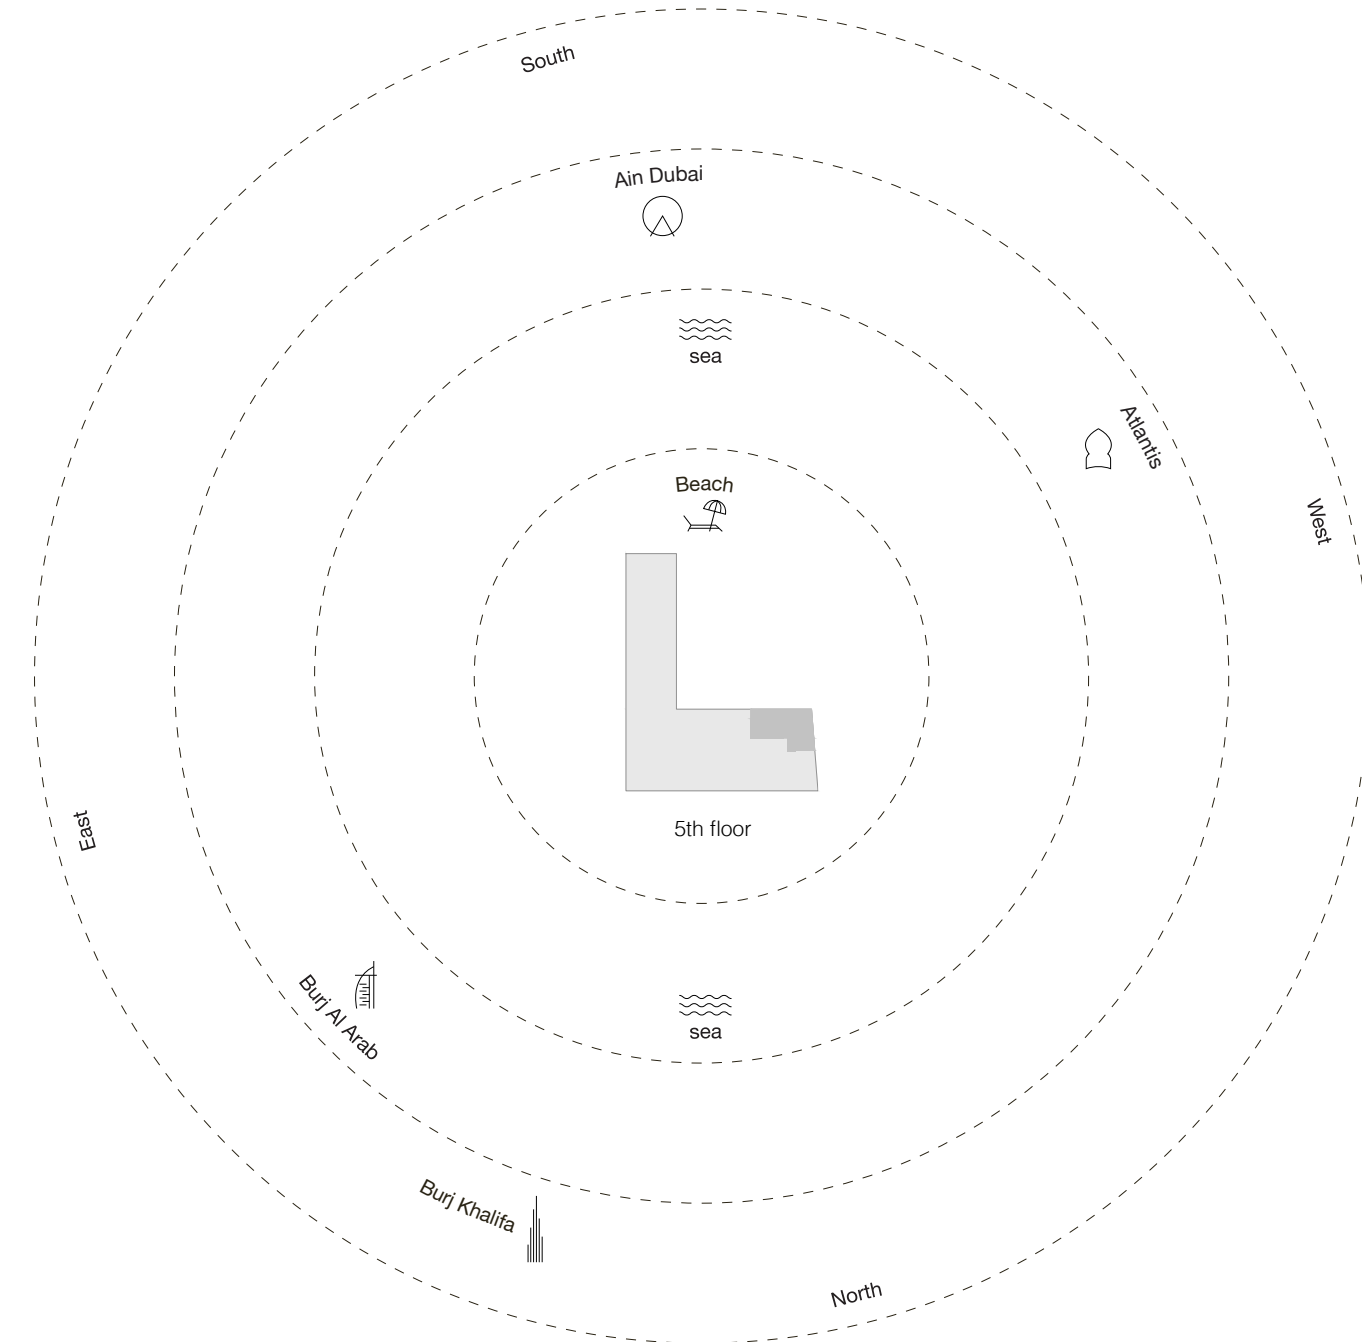 South
Ain Dubai
sea
Atlantis
Beach
West
5th floor
East
Burj Al Arab
sea
Burj Khalifa
North